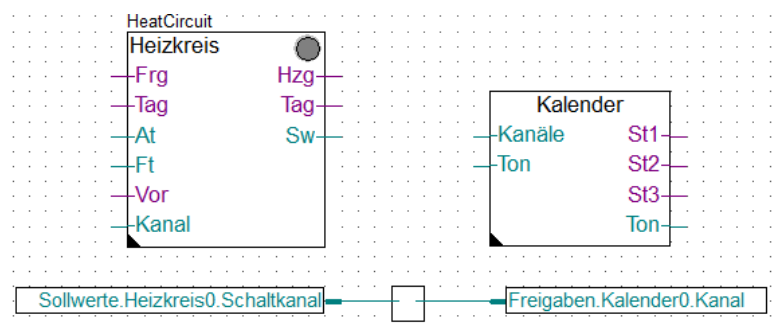 HeatCircuit
Heizkreis
Frg Hzg
Tag Tag
At Sw
Ft
Vor
Kanal
Kalender
Kanäle St1
Ton St2
St3
Ton
Sollwerte.Heizkreis0.Schaltkanal
Freigaben.Kalender0.Kanal